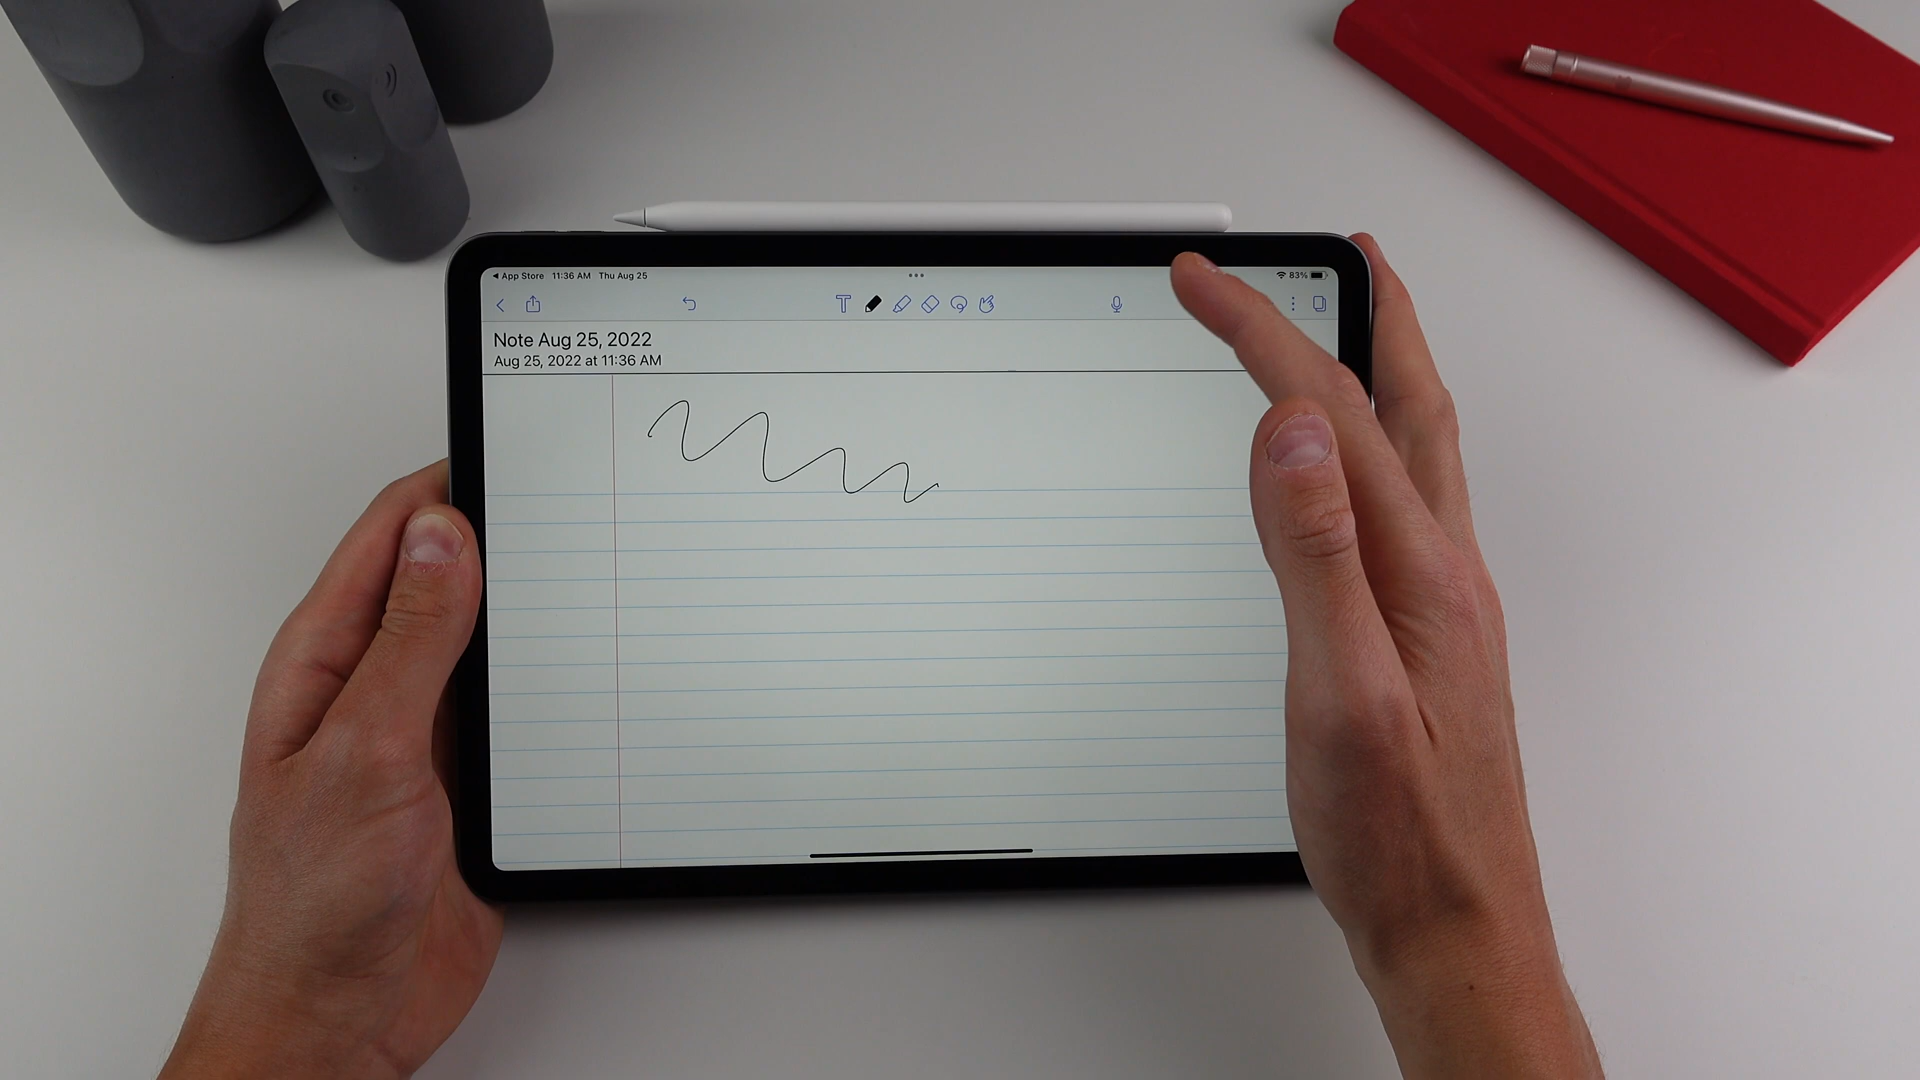 App Store 11:36 AM Thu Aug 25
83%
Note Aug 25, 2022
Aug 25, 2022 at 11:36 AM